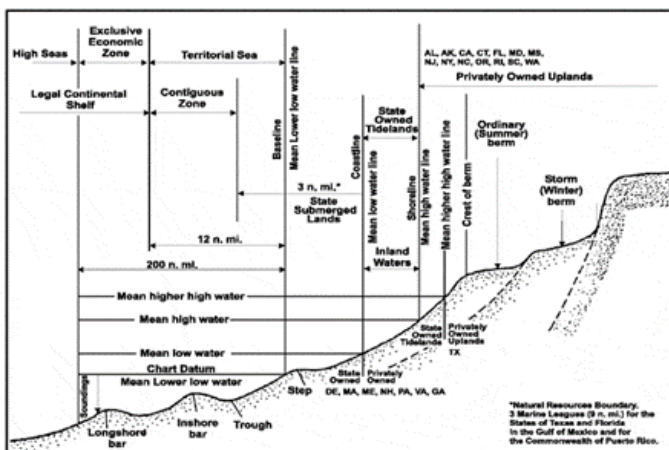 High Seas
Exclusive
Economic
Zone
Territorial Sea
Legal Continental
Shelf
Contiguous
Zone
Baseline
Mean Lower low water line
3 n. mi.*
State
Submerged
Lands
12 n. mi.
200 n. mi.
Coastline
Mean low water line
State
Owned
Tidelands
Inland
Waters
Shoreline
Mean high water line
Mean higher high water line
Crest of berm
AL, AK, CA, CT, FL, MD, MS,
NJ, NY, NC, OR, RI, SC, WA
Privately Owned Uplands
Ordinary
(Summer)
berm
Storm
(Winter)
berm
Mean higher high water
Mean high water
Mean low water
Chart Datum
Mean Lower low water
Soundings
Longshore
bar
Inshore
bar
Trough
Step
State
Owned
Privately
Owned
DE, MA, ME, NH, PA, VA, GA
State
Owned
Tidelands
Privately
Owned
Uplands
TX
*Natural Resources Boundary.
3 Marine Leagues (9 n. mi.) for the
States of Texas and Florida
in the Gulf of Mexico and for
the Commonwealth of Puerto Rico.